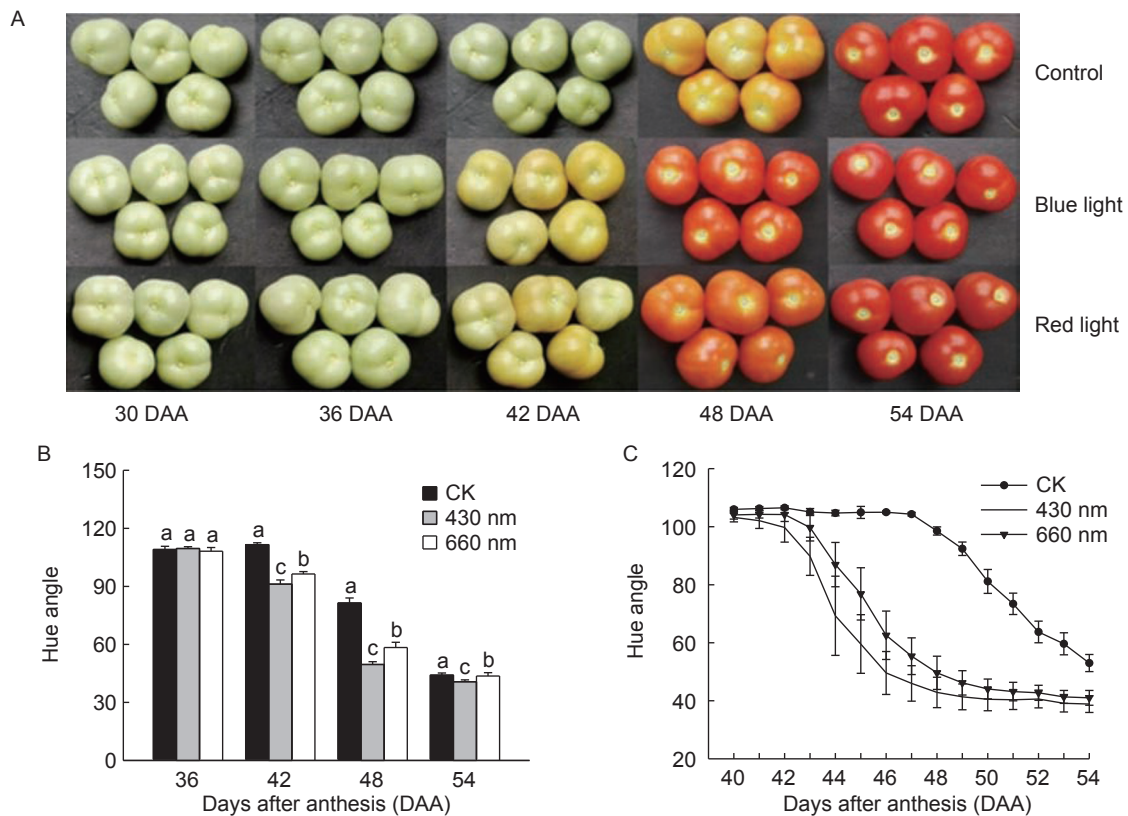 A
Control
Blue light
Red light
30 DAA 36 DAA 42 DAA 48 DAA 54 DAA
B
150
120
90
60
30
0
Hue angle
CK
430 nm
660 nm
a a a
a c b
a c b
a c b
36 42 48 54
Days after anthesis (DAA)
C
120
100
80
60
40
20
Hue angle
CK
430 nm
660 nm
40 42 44 46 48 50 52 54
Days after anthesis (DAA)